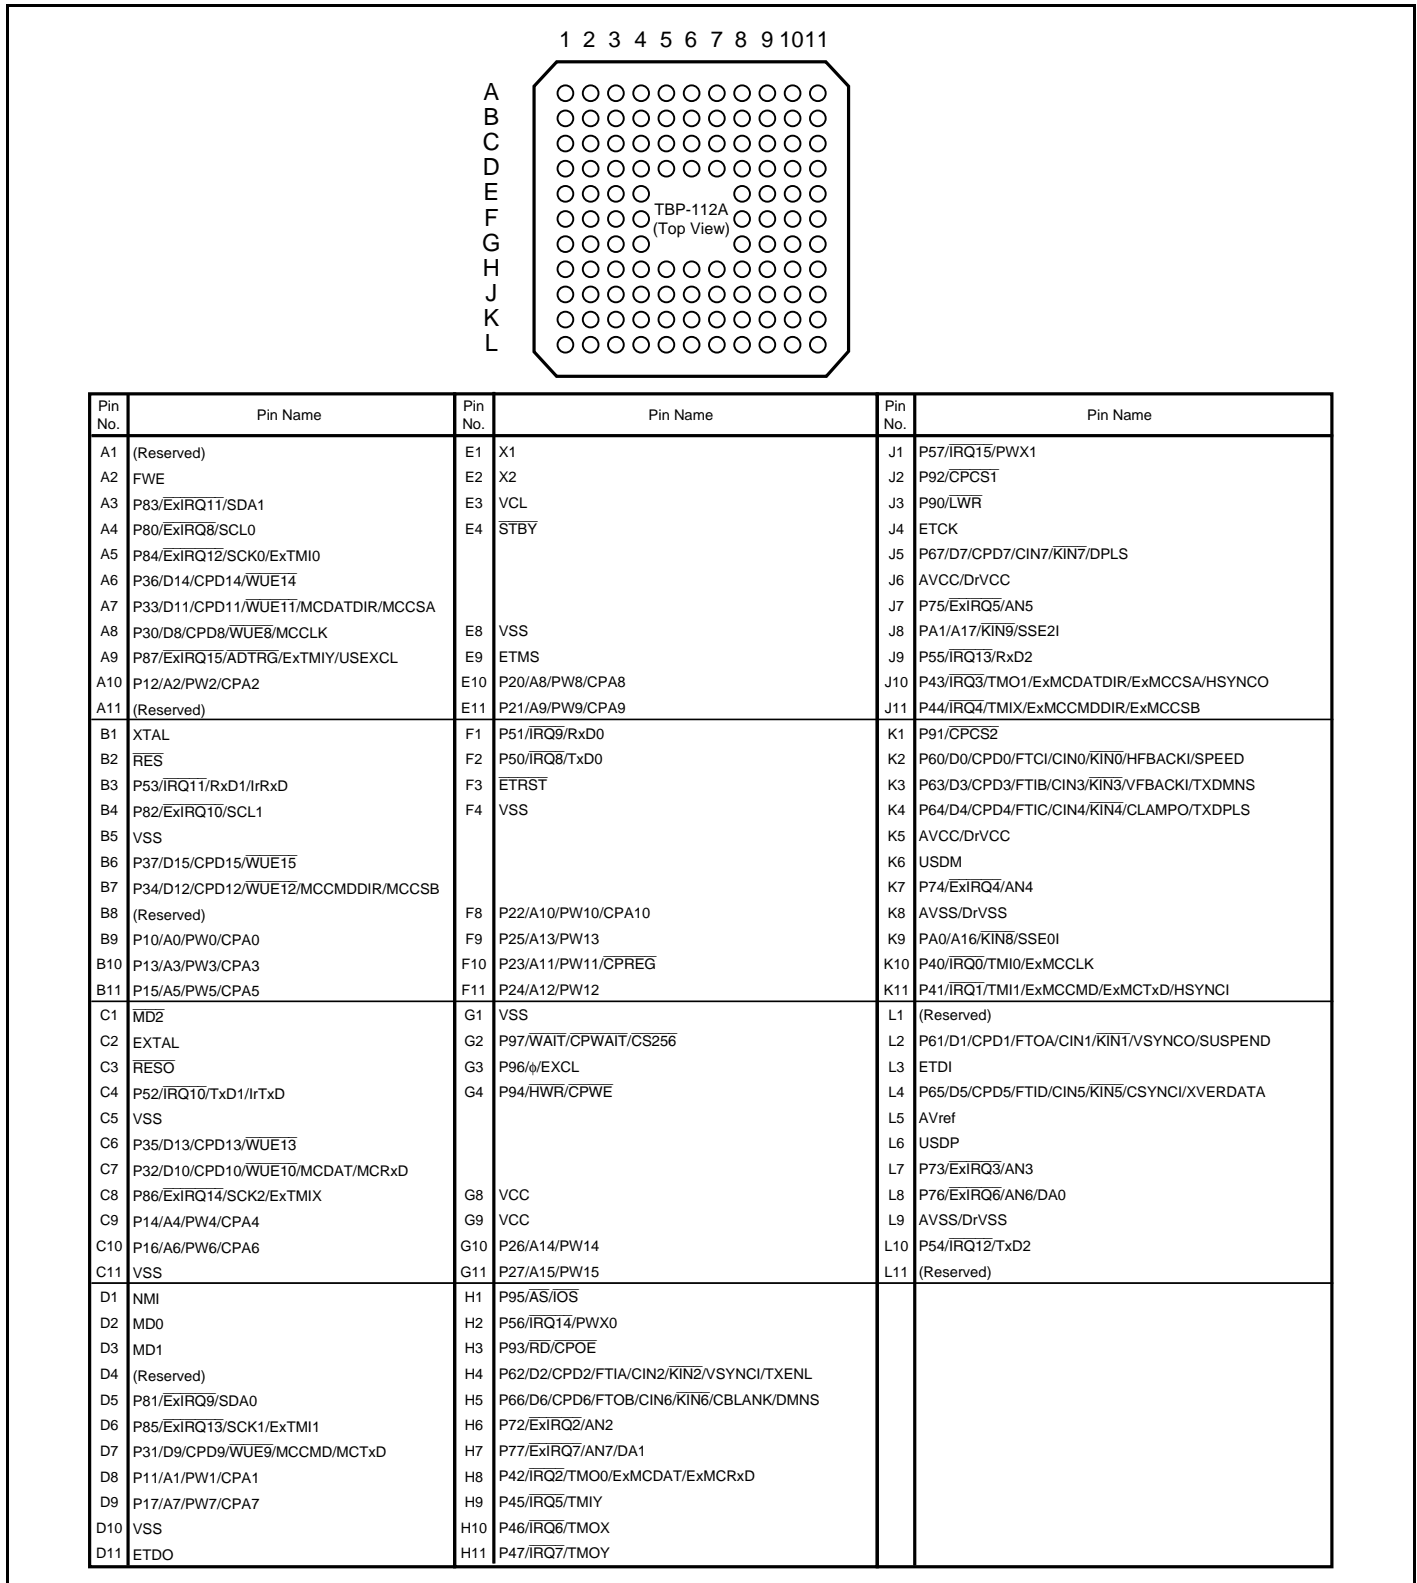 1 2 3 4 5 6 7 8 9 10 11
A
B
C
D
E
F
G
H
J
K
L
TBP-112A
(Top View)
Pin No. Pin Name Pin No. Pin Name Pin No. Pin Name
A1 (Reserved) E1 X1 J1 P57/IRQ15/PWX1
A2 FWE E2 X2 J2 P92/CPCS1
A3 P83/ExIRQ11/SDA1 E3 VCL J3 P90/LWR
A4 P80/ExIRQ8/SCL0 E4 STBY J4 ETCK
A5 P84/ExIRQ12/SCK0/ExTMI0 J5 P67/D7/CPD7/CIN7/KIN7/DPLS
A6 P36/D14/CPD14/WUE14 J6 AVCC/DrVCC
A7 P33/D11/CPD11/WUE11/MCDATDIR/MCCSA J7 P75/ExIRQ5/AN5
A8 P30/D8/CPD8/WUE8/MCCLK E8 VSS J8 PA1/A17/KIN9/SSE2I
A9 P87/ExIRQ15/ADTRG/ExTMIY/USEXCL E9 ETMS J9 P55/IRQ13/RxD2
A10 P12/A2/PW2/CPA2 E10 P20/A8/PW8/CPA8 J10 P43/IRQ3/TMO1/ExMCDATDIR/ExMCCSA/HSYNCO
A11 (Reserved) E11 P21/A9/PW9/CPA9 J11 P44/IRQ4/TMIX/ExMCCMDDIR/ExMCCSB
B1 XTAL F1 P51/IRQ9/RxD0 K1 P91/CPCS2
B2 RES F2 P50/IRQ8/TxD0 K2 P60/D0/CPD0/FTCI/CIN0/KIN0/HFBACKI/SPEED
B3 P53/IRQ11/RxD1/IrRxD F3 ETRST K3 P63/D3/CPD3/FTIB/CIN3/KIN3/VFBACKI/TXDMNS
B4 P82/ExIRQ10/SCL1 F4 VSS K4 P64/D4/CPD4/FTIC/CIN4/KIN4/CLAMPO/TXDPLS
B5 VSS K5 AVCC/DrVCC
B6 P37/D15/CPD15/WUE15 K6 USDM
B7 P34/D12/CPD12/WUE12/MCCMDDIR/MCCSB K7 P74/ExIRQ4/AN4
B8 (Reserved) F8 P22/A10/PW10/CPA10 K8 AVSS/DrVSS
B9 P10/A0/PW0/CPA0 F9 P25/A13/PW13 K9 PA0/A16/KIN8/SSE0I
B10 P13/A3/PW3/CPA3 F10 P23/A11/PW11/CPREG K10 P40/IRQ0/TMI0/ExMCCLK
B11 P15/A5/PW5/CPA5 F11 P24/A12/PW12 K11 P41/IRQ1/TMI1/ExMCCMD/ExMCTxD/HSYNCI
C1 MD2 G1 VSS L1 (Reserved)
C2 EXTAL G2 P97/WAIT/CPWAIT/CS256 L2 P61/D1/CPD1/FTOA/CIN1/KIN1/VSYNCO/SUSPEND
C3 RESO G3 P96/ϕ/EXCL L3 ETDI
C4 P52/IRQ10/TxD1/IrTxD G4 P94/HWR/CPWE L4 P65/D5/CPD5/FTID/CIN5/KIN5/CSYNCI/XVERDATA
C5 VSS L5 AVref
C6 P35/D13/CPD13/WUE13 L6 USDP
C7 P32/D10/CPD10/WUE10/MCDAT/MCRxD L7 P73/ExIRQ3/AN3
C8 P86/ExIRQ14/SCK2/ExTMIX G8 VCC L8 P76/ExIRQ6/AN6/DA0
C9 P14/A4/PW4/CPA4 G9 VCC L9 AVSS/DrVSS
C10 P16/A6/PW6/CPA6 G10 P26/A14/PW14 L10 P54/IRQ12/TxD2
C11 VSS G11 P27/A15/PW15 L11 (Reserved)
D1 NMI H1 P95/AS/IOS
D2 MD0 H2 P56/IRQ14/PWX0
D3 MD1 H3 P93/RD/CPOE
D4 (Reserved) H4 P62/D2/CPD2/FTIA/CIN2/KIN2/VSYNCI/TXENL
D5 P81/ExIRQ9/SDA0 H5 P66/D6/CPD6/FTOB/CIN6/KIN6/CBLANK/DMNS
D6 P85/ExIRQ13/SCK1/ExTMI1 H6 P72/ExIRQ2/AN2
D7 P31/D9/CPD9/WUE9/MCCMD/MCTxD H7 P77/ExIRQ7/AN7/DA1
D8 P11/A1/PW1/CPA1 H8 P42/IRQ2/TMO0/ExMCDAT/ExMCRxD
D9 P17/A7/PW7/CPA7 H9 P45/IRQ5/TMIY
D10 VSS H10 P46/IRQ6/TMOX
D11 ETDO H11 P47/IRQ7/TMOY